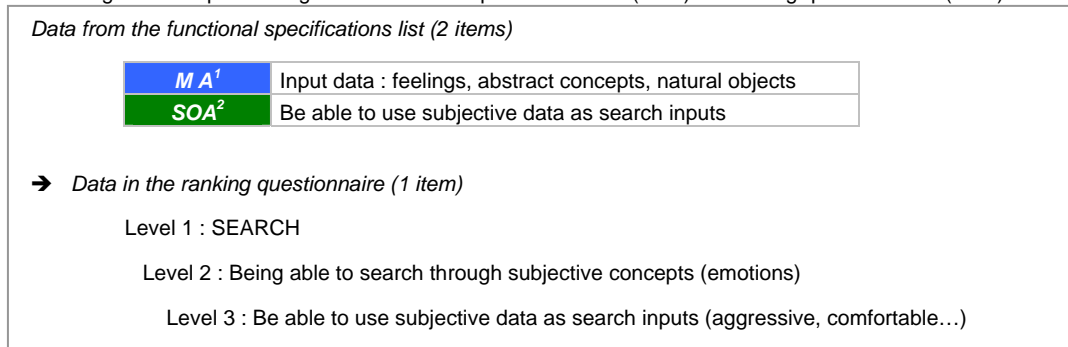 Data from the functional specifications list (2 items)
M A¹ Input data : feelings, abstract concepts, natural objects
SOA² Be able to use subjective data as search inputs
➔ Data in the ranking questionnaire (1 item)
Level 1 : SEARCH
Level 2 : Being able to search through subjective concepts (emotions)
Level 3 : Be able to use subjective data as search inputs (aggressive, comfortable…)